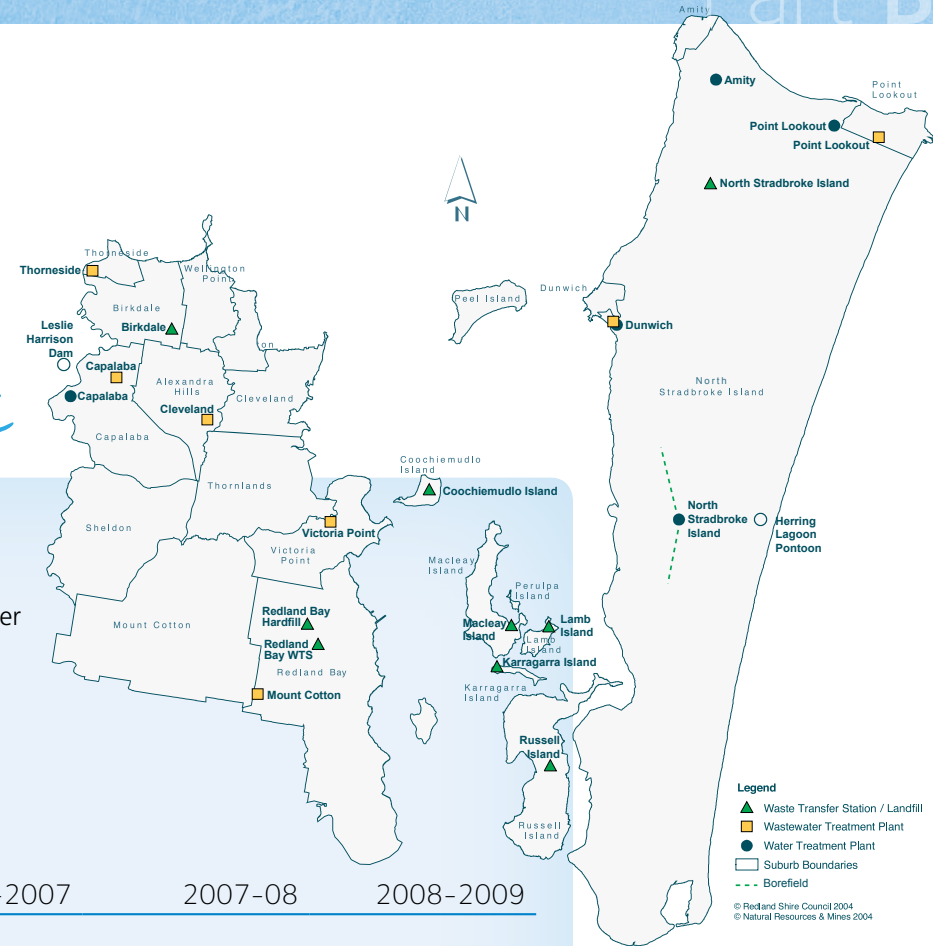 art B
Amity
Amity
Point
Lookout
Point Lookout
Point Lookout
North Stradbroke Island
N
Thorneside
Thorneside
Wellington
Point
Birkdale
Birkdale
Leslie
Harrison
Dam
Capalaba
Capalaba
Capalaba
Alexandra
Hills
Cleveland
on
Cleveland
Peel Island
Dunwich
Dunwich
North
Stradbroke Island
Coochiemudlo
Island
Coochiemudlo Island
Thornlands
Sheldon
Victoria Point
Victoria
Point
North
Stradbroke
Island
Herring
Lagoon
Pontoon
Macleay
Island
Perulpa
Island
er
Mount Cotton
Redland Bay
Hardfill
Redland
Bay WTS
Redland Bay
Macleay
Island
Lamb
Island
Lamb
Island
Karragarra Island
Karragarra
Island
Mount Cotton
Russell
Island
Russell
Island
Legend
Waste Transfer Station / Landfill
Wastewater Treatment Plant
Water Treatment Plant
Suburb Boundaries
Borefield
© Redland Shire Council 2004
© Natural Resources & Mines 2004
-2007 2007-08 2008-2009